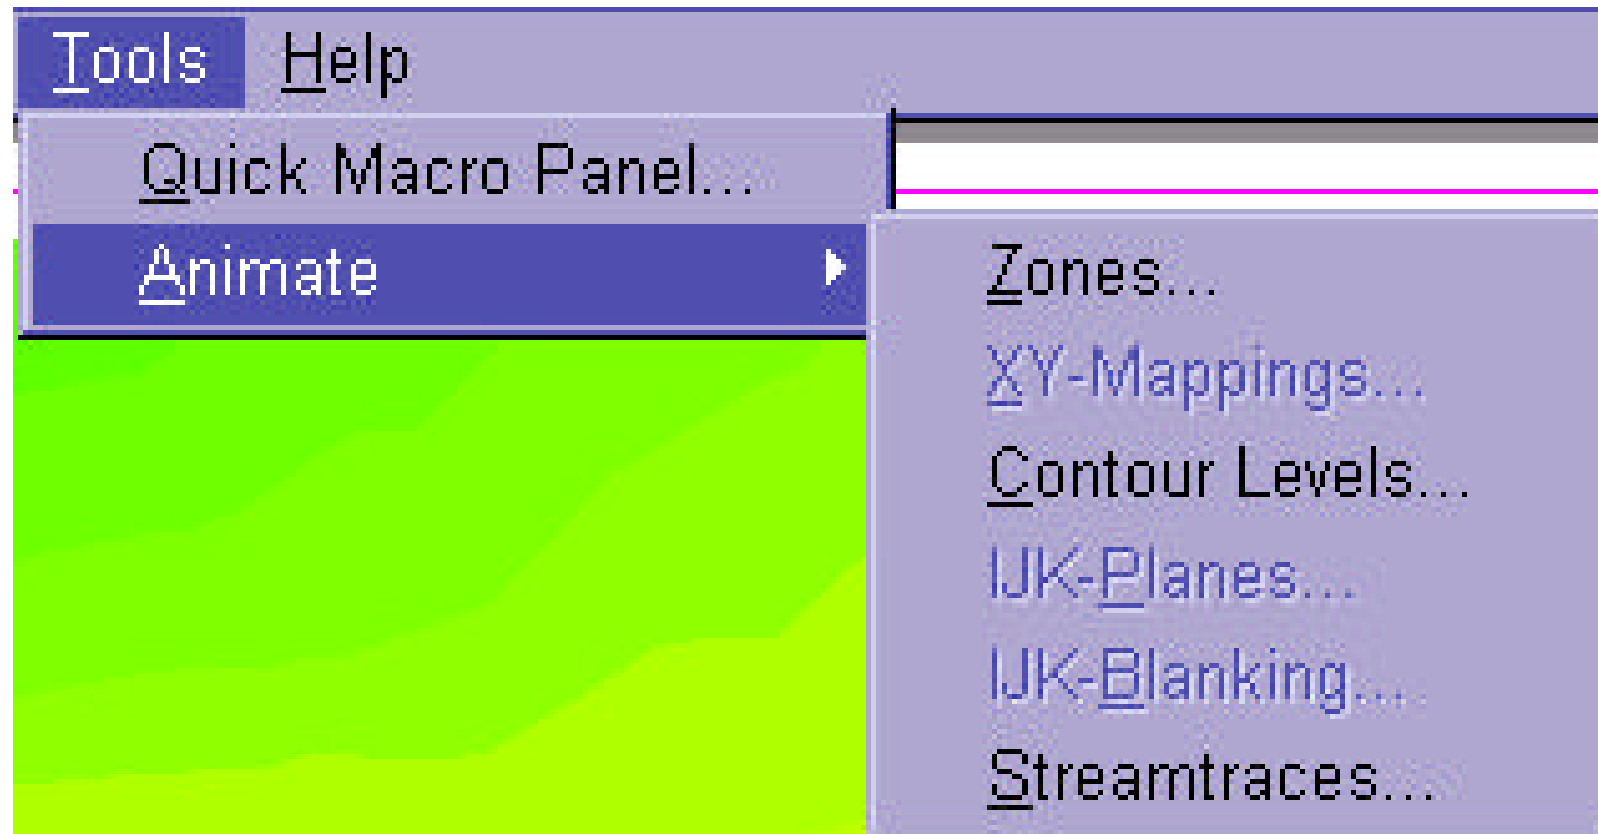 Tools Help
Quick Macro Panel...
Animate
Zones...
XY-Mappings...
Contour Levels...
IJK-Planes...
IJK-Blanking...
Streamtraces...